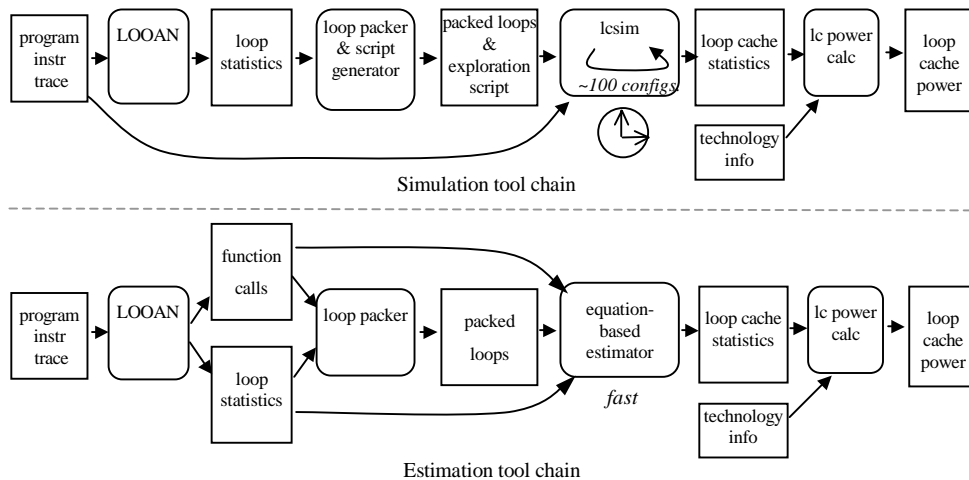 program
instr
trace
LOOAN
loop
statistics
loop packer
& script
generator
packed loops
&
exploration
script
lcsim
~100 configs.
loop cache
statistics
lc power
calc
loop
cache
power
technology
info
Simulation tool chain
function
calls
program
instr
trace
LOOAN
loop
statistics
loop packer
packed
loops
equation-
based
estimator
fast
loop cache
statistics
lc power
calc
loop
cache
power
technology
info
Estimation tool chain